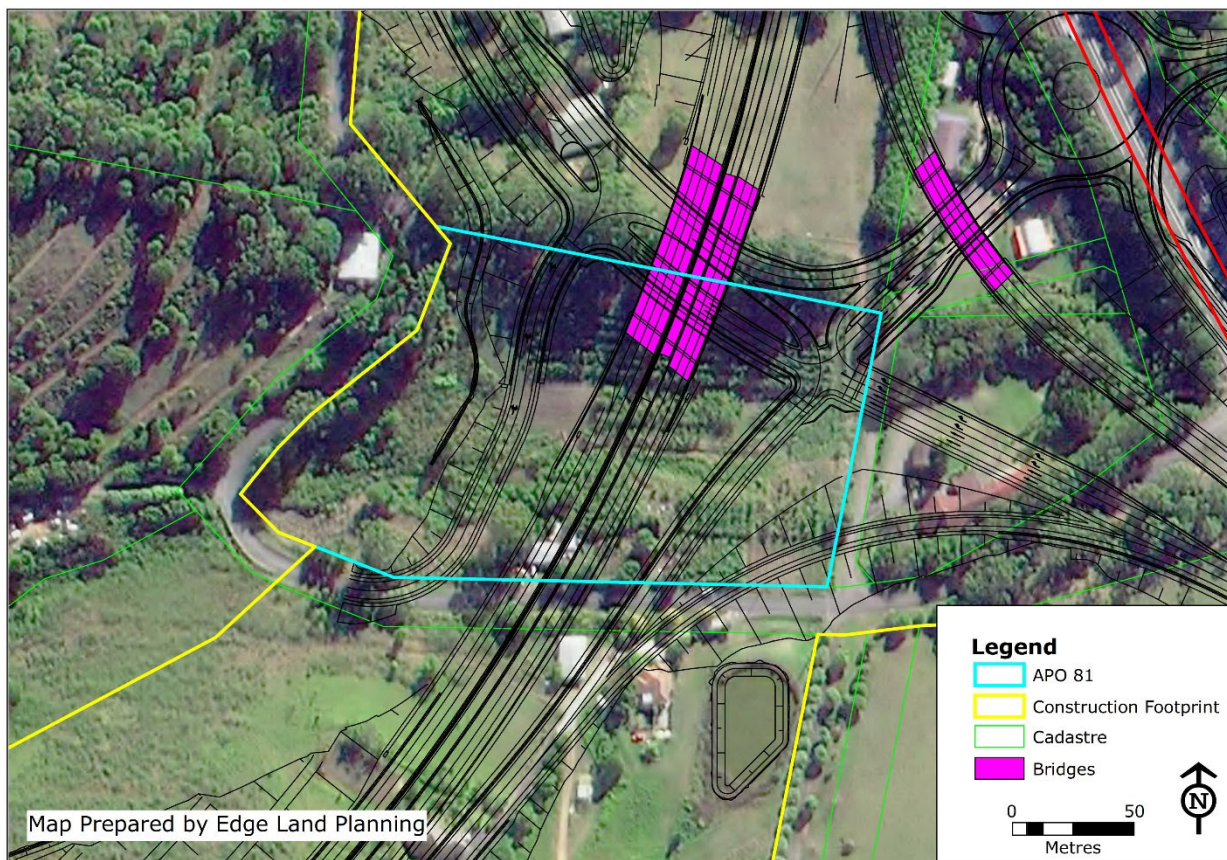 Legend
APO 81
Construction Footprint
Cadastre
Bridges
N
0 50
Metres
Map Prepared by Edge Land Planning